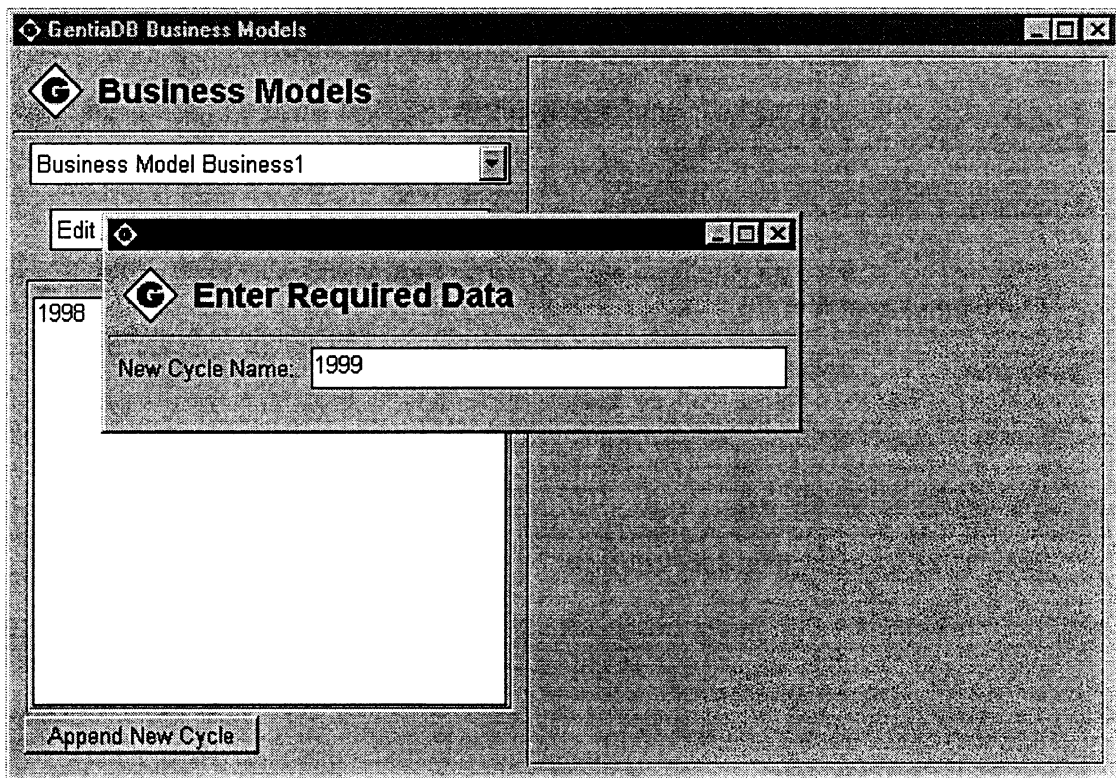 GentiaDB Business Models
G Business Models
Business Model Business1
Edit
G Enter Required Data
1998
New Cycle Name: 1999
Append New Cycle